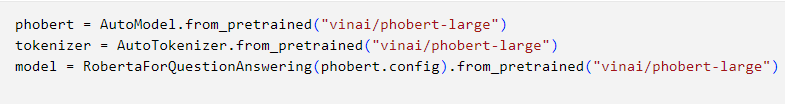 phobert = AutoModel.from_pretrained("vinai/phobert-large")
tokenizer = AutoTokenizer.from_pretrained("vinai/phobert-large")
model = RobertaForQuestionAnswering(phobert.config).from_pretrained("vinai/phobert-large")